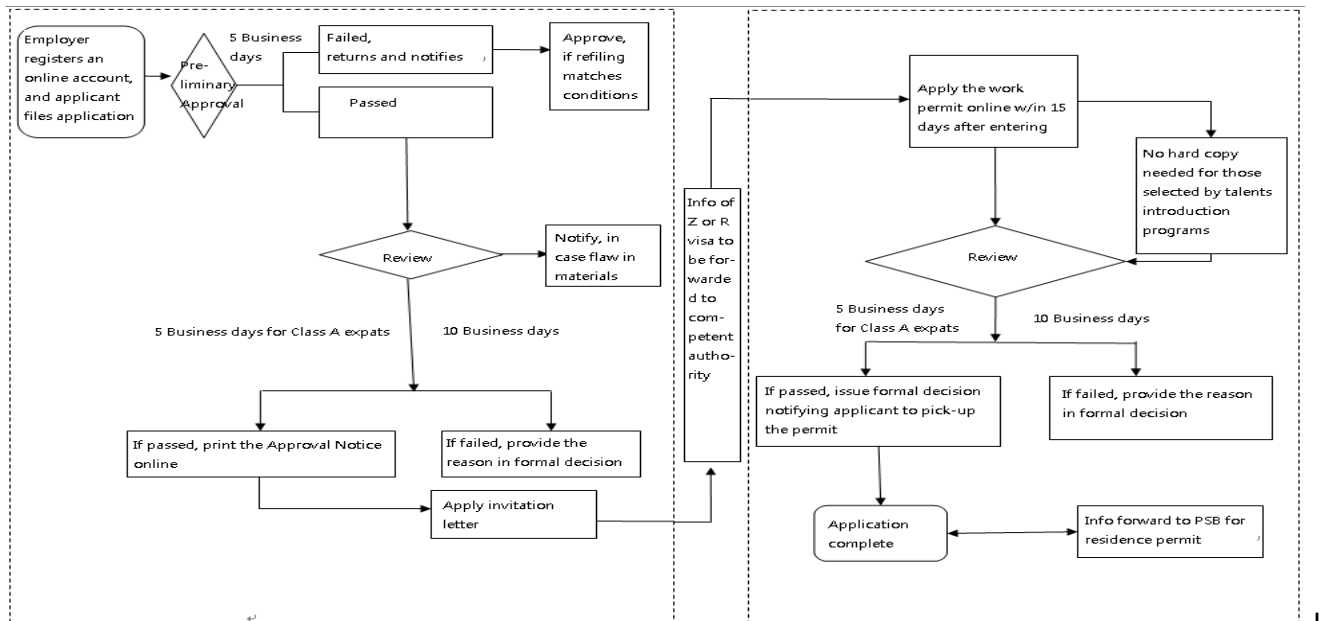 Employer
registers an
online account,
and applicant
files application
Pre-
liminary
Approval
5 Business
days
Failed,
returns and notifies
Approve,
if refiling
matches
conditions
Passed
Review
Notify, in
case flaw in
materials
5 Business days for Class A expats
10 Business days
If passed, print the Approval Notice
online
If failed, provide the
reason in formal decision
Apply invitation
letter
Info of
Z or R
visa to
be for-
warde
d to
com-
petent
autho-
rity
Apply the work
permit online w/in 15
days after entering
No hard copy
needed for those
selected by talents
introduction
programs
Review
5 Business days
for Class A expats
10 Business days
If passed, issue formal decision
notifying applicant to pick-up
the permit
If failed, provide the reason
in formal decision
Application
complete
Info forward to PSB for
residence permit